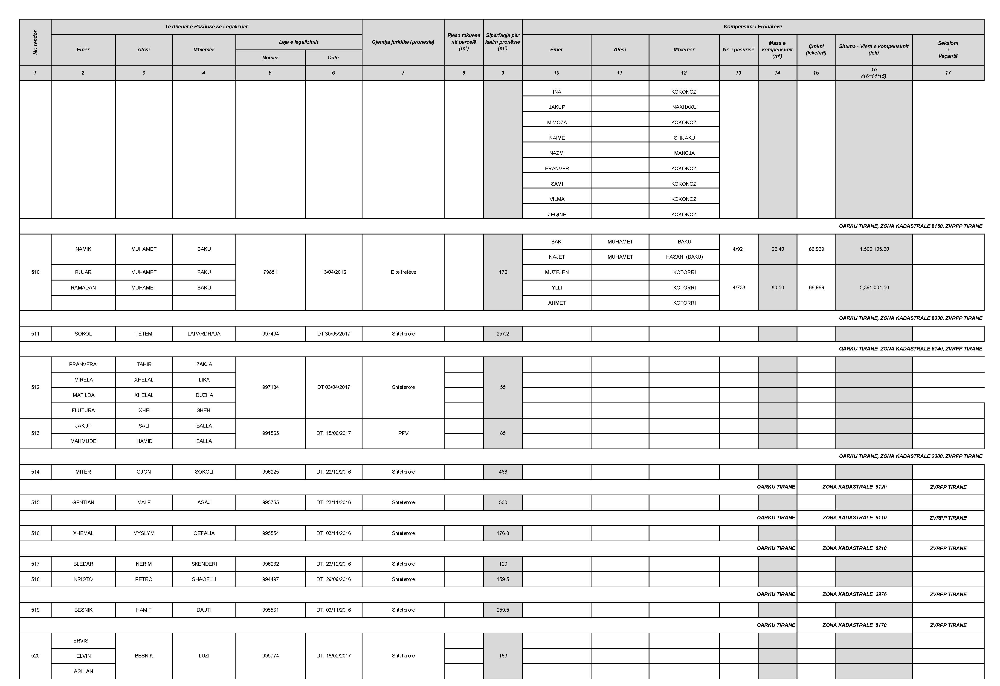 Nr. rendor
Të dhënat e Pasurisë së Legalizuar
Gjendja juridike (pronesia)
Pjesa takuese
në parcelë
(m²)
Sipërfaqja për
kalim pronësie
(m²)
Kompensimi i Pronarëve
Emër
Atësi
Mbiemër
Leja e legalizimit
Numer
Date
Emër
Atësi
Mbiemër
Nr. i pasurisë
Masa e
kompensimit
(m²)
Çmimi
(leke/m²)
Shuma - Vlera e kompensimit
(lek)
Seksioni
i
Veçantë
1 2 3 4 5 6 7 8 9 10 11 12 13 14 15 16 17
(16=14*15)
INA KOKONOZI
JAKUP NAXHAKU
MIMOZA KOKONOZI
NAIME SHIJAKU
NAZMI MANCJA
PRANVER KOKONOZI
SAMI KOKONOZI
VILMA KOKONOZI
ZEQINE KOKONOZI
QARKU TIRANE, ZONA KADASTRALE 8160, ZVRPP TIRANE
BAKI MUHAMET BAKU
NAMIK MUHAMET BAKU 4/921 22.40 66,969 1,500,105.60
NAJET MUHAMET HASANI (BAKU)
510 BUJAR MUHAMET BAKU 79851 13/04/2016 E te tretëve 176 MUZEJEN KOTORRI
RAMADAN MUHAMET BAKU YLLI KOTORRI 4/738 80.50 66,969 5,391,004.50
AHMET KOTORRI
QARKU TIRANE, ZONA KADASTRALE 8330, ZVRPP TIRANE
511 SOKOL TETEM LAPARDHAJA 997494 DT 30/05/2017 Shteterore 257.2
QARKU TIRANE, ZONA KADASTRALE 8140, ZVRPP TIRANE
PRANVERA TAHIR ZAKJA
MIRELA XHELAL LIKA
512 997184 DT 03/04/2017 Shteterore 55
MATILDA XHELAL DUZHA
FLUTURA XHEL SHEHI
JAKUP SALI BALLA
513 991565 DT. 15/06/2017 PPV 85
MAHMUDE HAMID BALLA
QARKU TIRANE, ZONA KADASTRALE 2380, ZVRPP TIRANE
514 MITER GJON SOKOLI 996225 DT. 22/12/2016 Shteterore 468
QARKU TIRANE ZONA KADASTRALE 8120 ZVRPP TIRANE
515 GENTIAN MALE AGAJ 995765 DT. 23/11/2016 Shteterore 500
QARKU TIRANE ZONA KADASTRALE 8110 ZVRPP TIRANE
516 XHEMAL MYSLYM QEFALIA 995554 DT. 03/11/2016 Shteterore 176.8
QARKU TIRANE ZONA KADASTRALE 8210 ZVRPP TIRANE
517 BLEDAR NERIM SKENDERI 996262 DT. 23/12/2016 Shteterore 120
518 KRISTO PETRO SHAQELLI 994497 DT. 29/09/2016 Shteterore 159.5
QARKU TIRANE ZONA KADASTRALE 3976 ZVRPP TIRANE
519 BESNIK HAMIT DAUTI 995531 DT. 03/11/2016 Shteterore 259.5
QARKU TIRANE ZONA KADASTRALE 8170 ZVRPP TIRANE
ERVIS
520 ELVIN BESNIK LUZI 995774 DT. 16/02/2017 Shteterore 163
ASLLAN